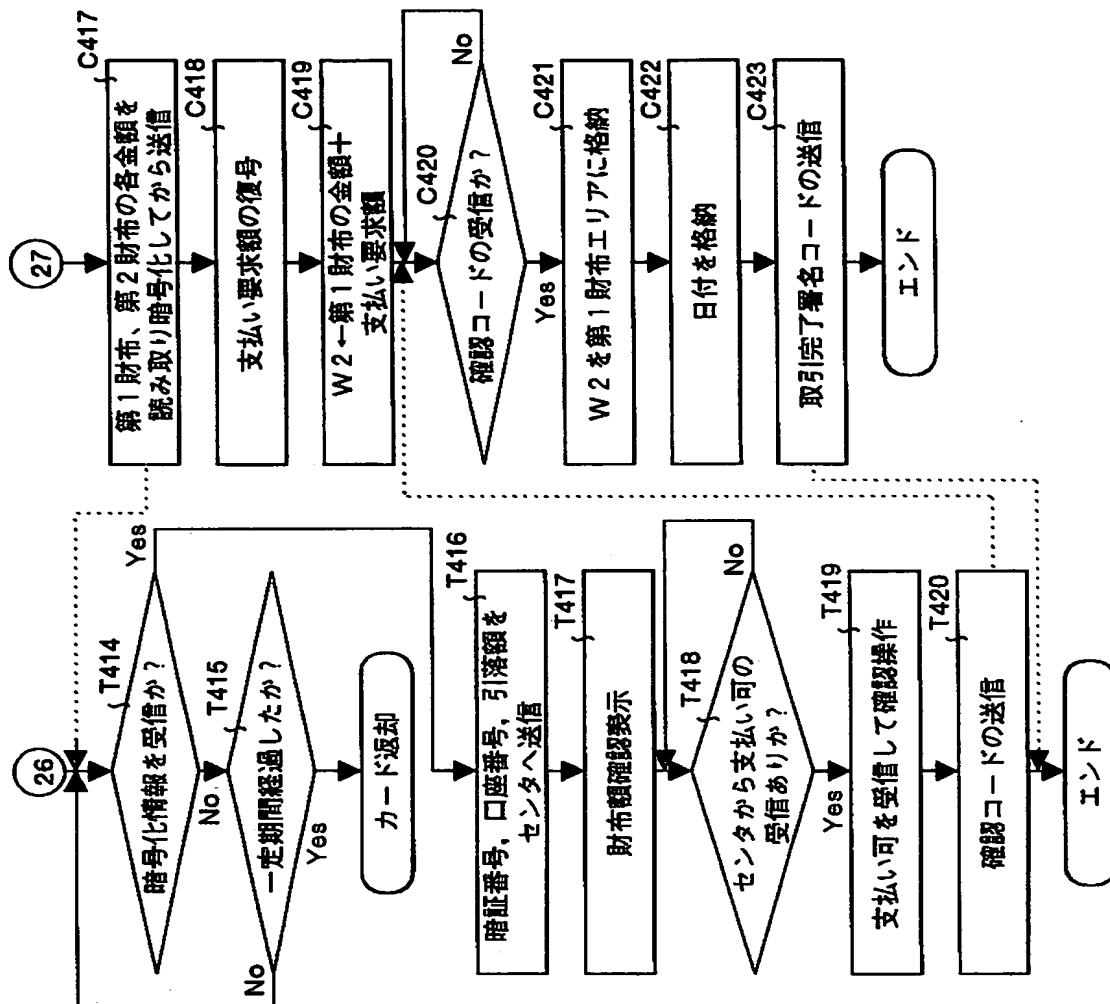 26
暗号化情報を受信か?
T414
Yes
No
一定期間経過したか?
T415
No
Yes
カード返却
暗証番号,口座番号,引落額を
センタへ送信
T416
財布額確認表示
T417
センタから支払い可の
受信ありか?
T418
No
Yes
支払い可を受信して確認操作
T419
確認コードの送信
T420
エンド
27
第1財布、第2財布の各金額を
読み取り暗号化してから送信
C417
支払い要求額の復号
C418
W2←第1財布の金額+
支払い要求額
C419
確認コードの受信か?
C420
No
Yes
W2を第1財布エリアに格納
C421
日付を格納
C422
取引完了署名コードの送信
C423
エンド